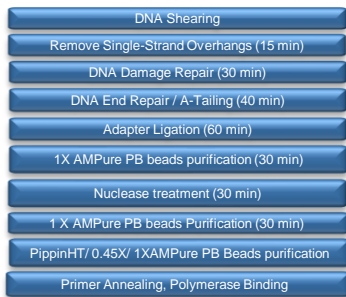 DNA Shearing
Remove Single-Strand Overhangs (15 min)
DNA Damage Repair (30 min)
DNA End Repair / A-Tailing (40 min)
Adapter Ligation (60 min)
1X AMPure PB beads purification (30 min)
Nuclease treatment (30 min)
1 X AMPure PB beads Purification (30 min)
PippinHT/ 0.45X/ 1XAMPure PB Beads purification
Primer Annealing, Polymerase Binding